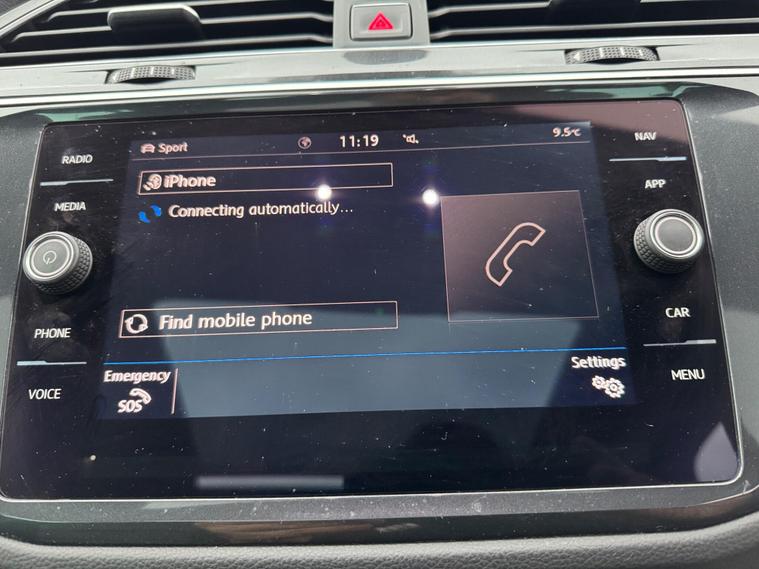 Sport
11:19
9.5°C
RADIO
MEDIA
PHONE
VOICE
iPhone
Connecting automatically...
Find mobile phone
Emergency
SOS
Settings
NAV
APP
CAR
MENU